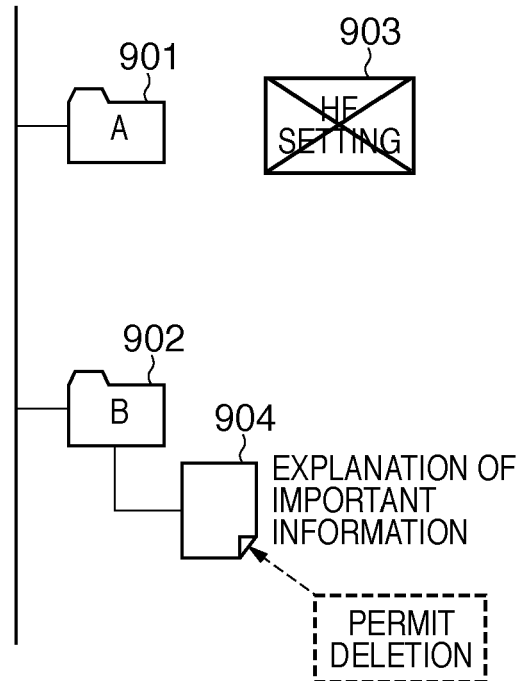 903
901
A
HF
SETTING
902
B
904
EXPLANATION OF
IMPORTANT
INFORMATION
PERMIT
DELETION